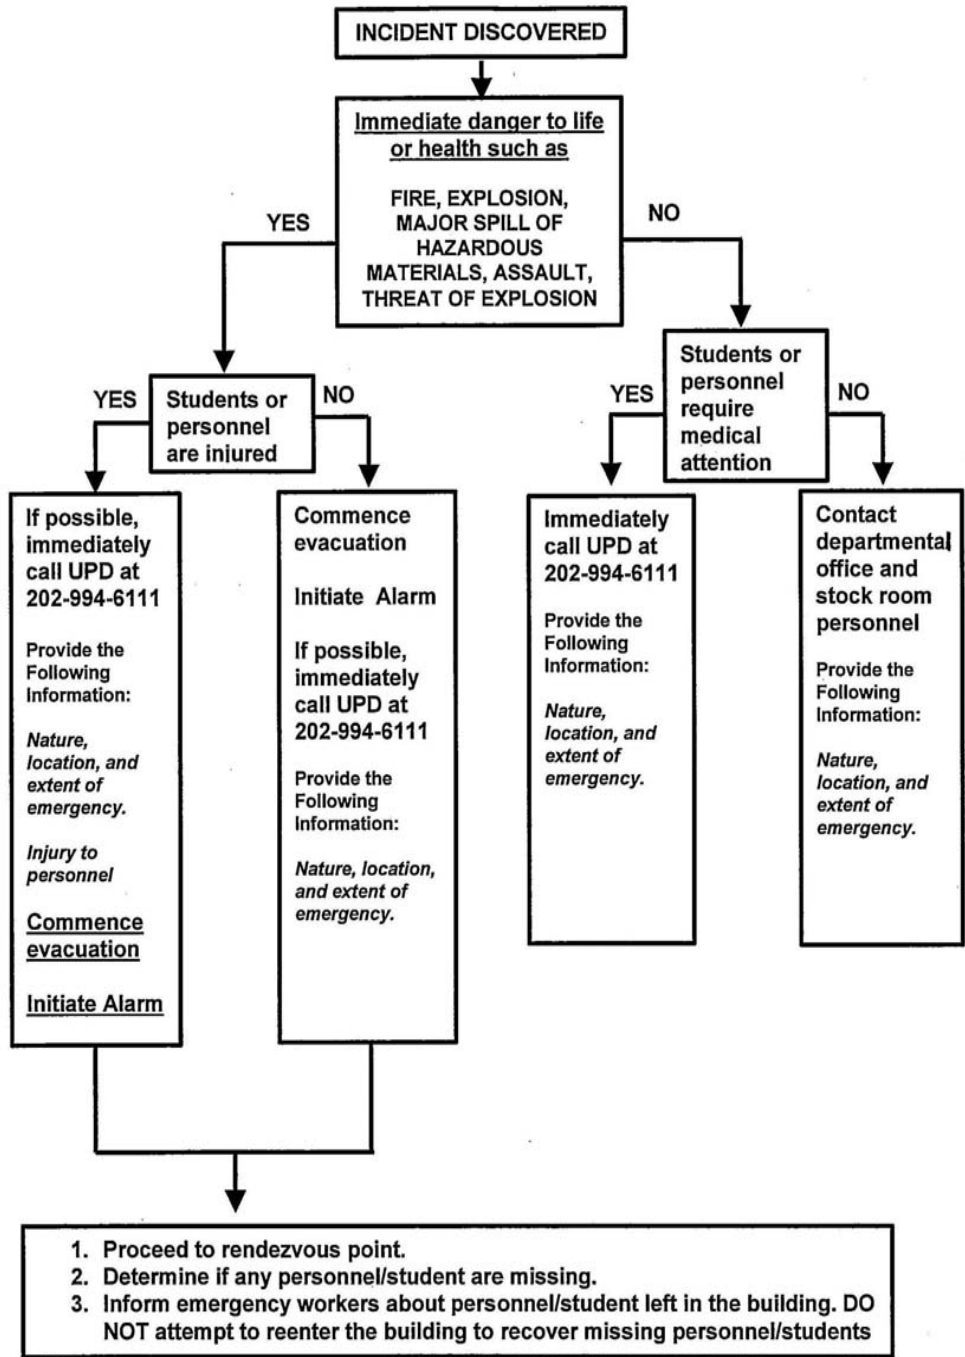 INCIDENT DISCOVERED
Immediate danger to life
or health such as
FIRE, EXPLOSION,
MAJOR SPILL OF
HAZARDOUS
MATERIALS, ASSAULT,
THREAT OF EXPLOSION
YES
NO
Students or
personnel
are injured
YES
NO
Students or
personnel
require
medical
attention
YES
NO
If possible,
immediately
call UPD at
202-994-6111
Provide the
Following
Information:
Nature,
location, and
extent of
emergency.
Injury to
personnel
Commence
evacuation
Initiate Alarm
Commence
evacuation
Initiate Alarm
If possible,
immediately
call UPD at
202-994-6111
Provide the
Following
Information:
Nature, location,
and extent of
emergency.
Immediately
call UPD at
202-994-6111
Provide the
Following
Information:
Nature,
location, and
extent of
emergency.
Contact
departmental
office and
stock room
personnel
Provide the
Following
Information:
Nature,
location, and
extent of
emergency.
1. Proceed to rendezvous point.
2. Determine if any personnel/student are missing.
3. Inform emergency workers about personnel/student left in the building. DO
NOT attempt to reenter the building to recover missing personnel/students